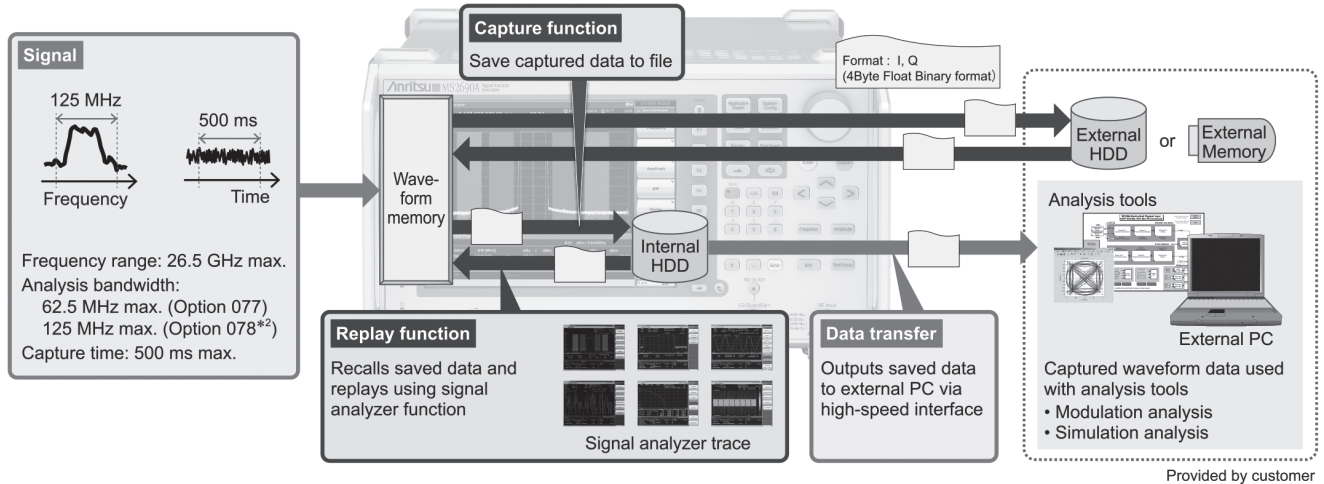 Signal
125 MHz
500 ms
Frequency
Time
Frequency range: 26.5 GHz max.
Analysis bandwidth:
62.5 MHz max. (Option 077)
125 MHz max. (Option 078*2)
Capture time: 500 ms max.
Capture function
Save captured data to file
Anritsu MS2690A
Wave-
form
memory
Internal
HDD
Format : I, Q
(4Byte Float Binary format)
External
HDD
or
External
Memory
Replay function
Recalls saved data and
replays using signal
analyzer function
Signal analyzer trace
Data transfer
Outputs saved data
to external PC via
high-speed interface
Analysis tools
External PC
Captured waveform data used
with analysis tools
• Modulation analysis
• Simulation analysis
Provided by customer